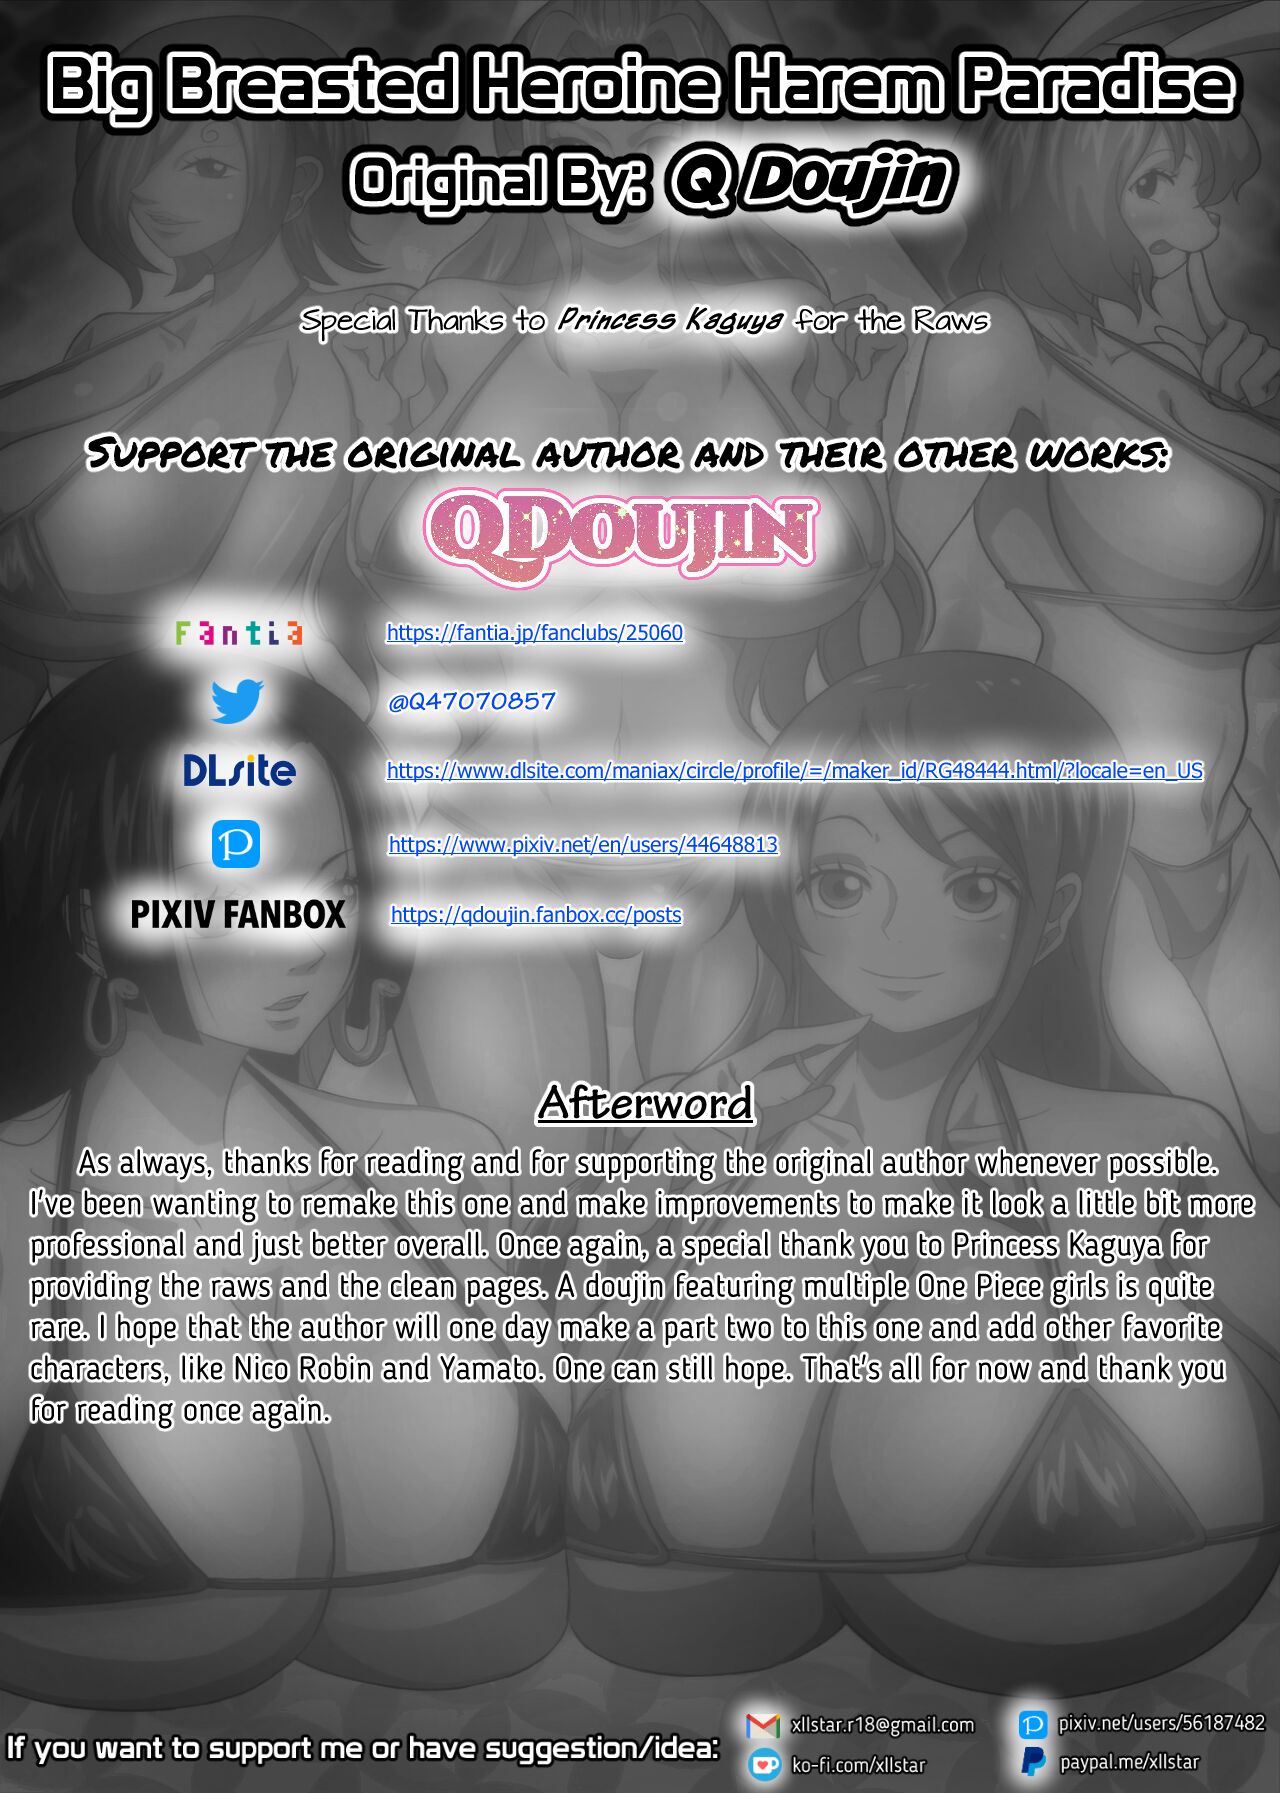 Big Breasted Heroine Harem Paradise
Original By: Q Doujin
Special Thanks to Princess Kaguya for the Raws
Support the original author and their other works:
QDOUJIN
Fantia https://fantia.jp/fanclubs/25060
@Q47070857
DLsite https://www.dlsite.com/maniax/circle/profile/=/maker_id/RG48444.html/?locale=en_US
P https://www.pixiv.net/en/users/44648813
PIXIV FANBOX https://qdoujin.fanbox.cc/posts
Afterword
As always, thanks for reading and for supporting the original author whenever possible.
I've been wanting to remake this one and make improvements to make it look a little bit more
professional and just better overall. Once again, a special thank you to Princess Kaguya for
providing the raws and the clean pages. A doujin featuring multiple One Piece girls is quite
rare. I hope that the author will one day make a part two to this one and add other favorite
characters, like Nico Robin and Yamato. One can still hope. That's all for now and thank you
for reading once again.
If you want to support me or have suggestion/idea:
xllstar.r18@gmail.com
ko-fi.com/xllstar
P pixiv.net/users/56187482
paypal.me/xllstar